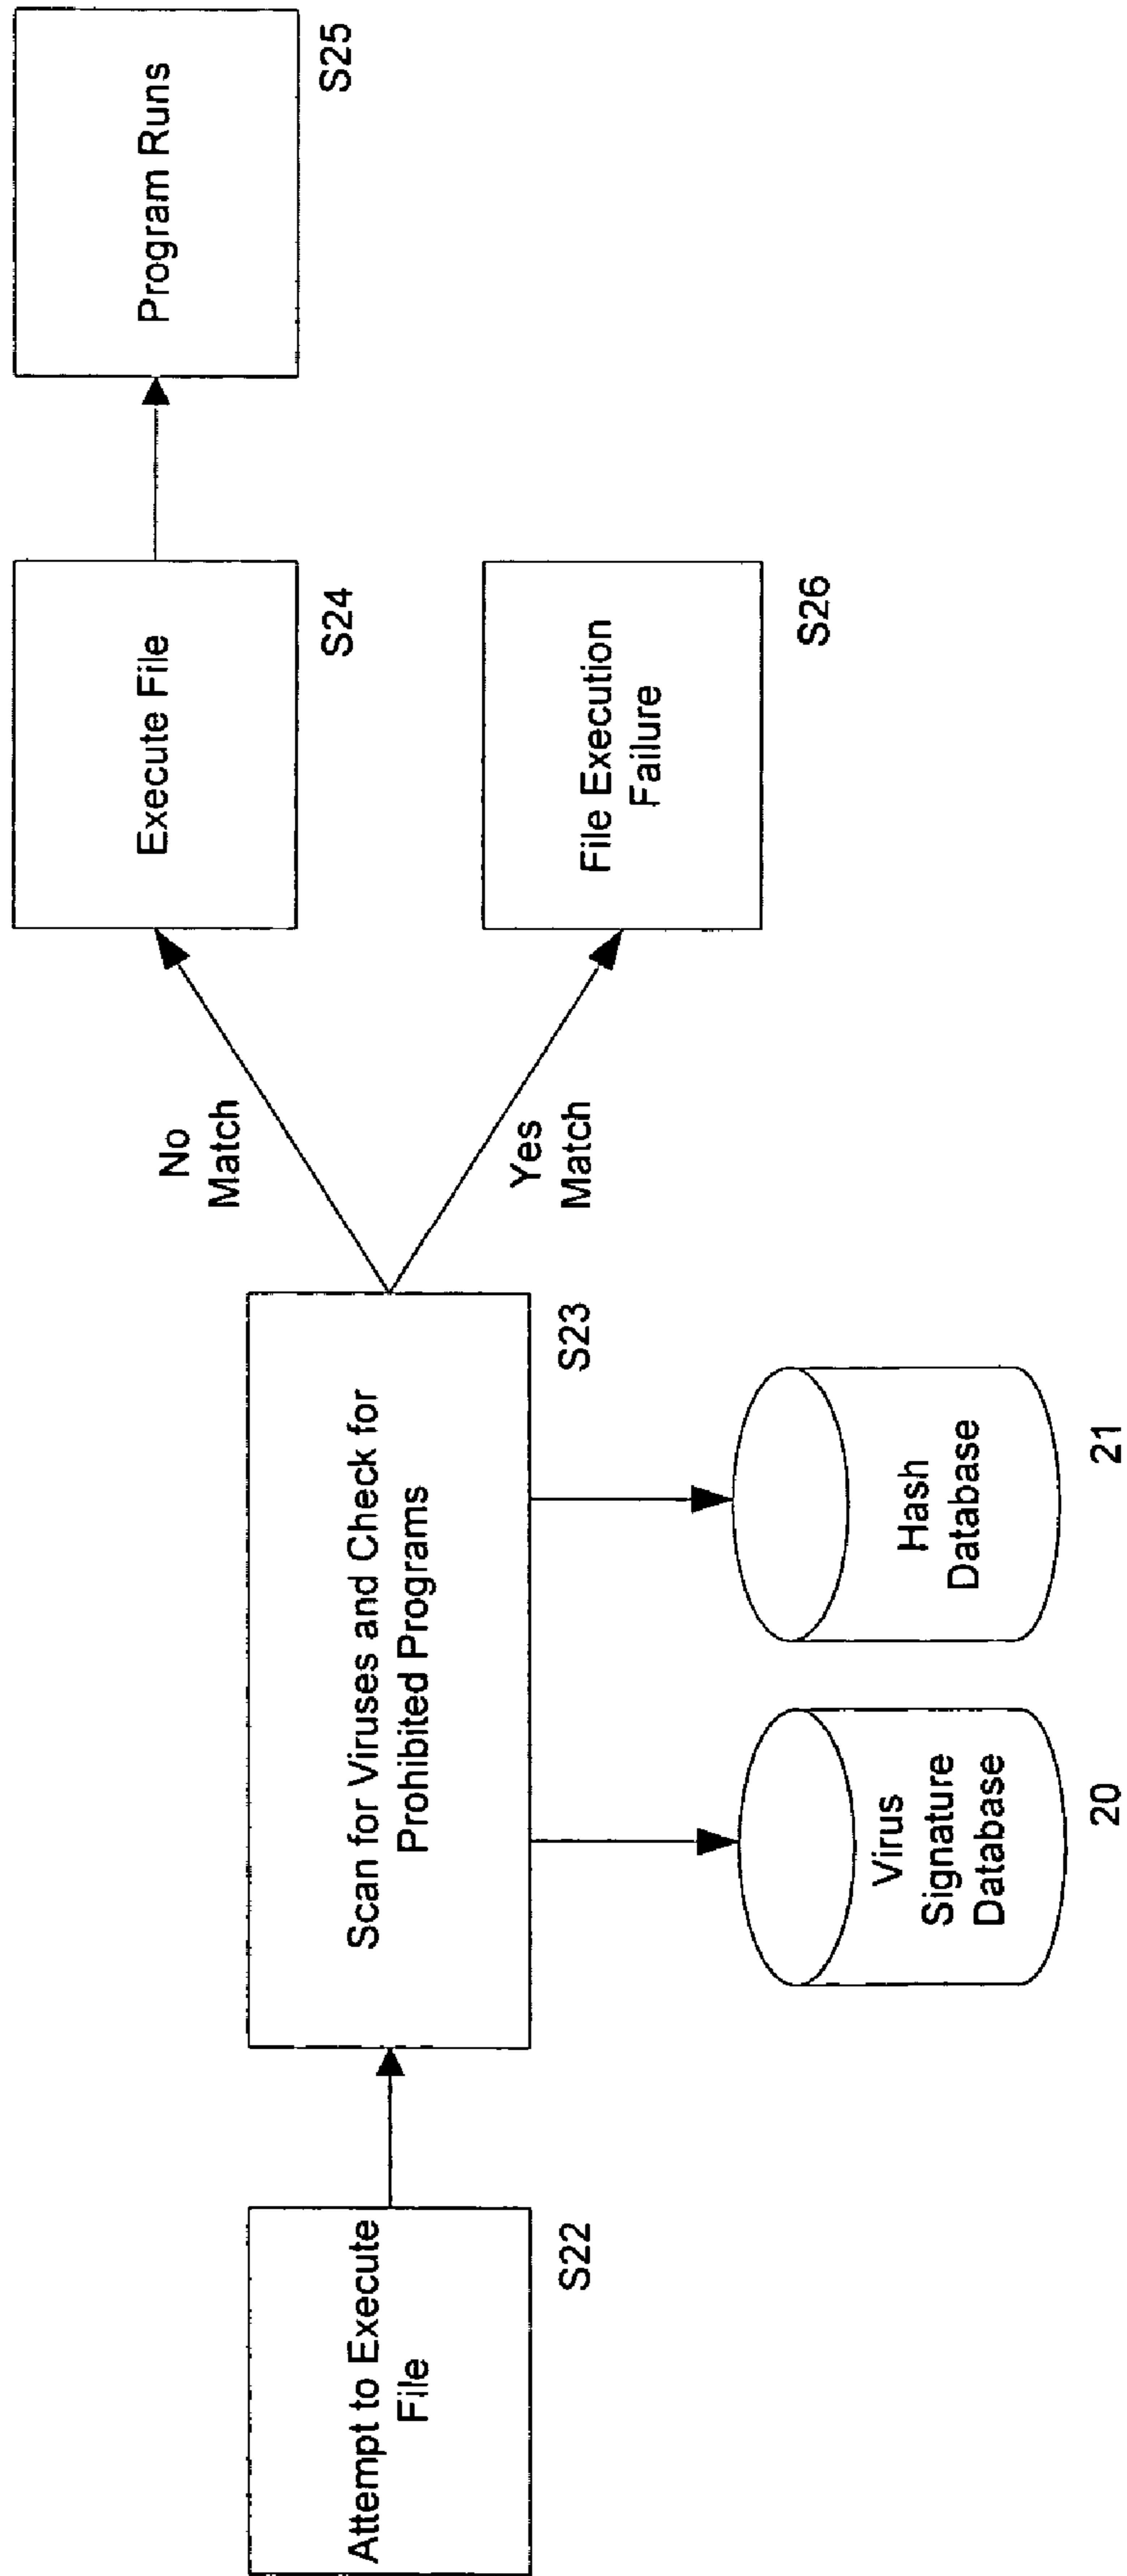 Attempt to Execute
File
S22
Scan for Viruses and Check for
Prohibited Programs
S23
Virus
Signature
Database
20
Hash
Database
21
No
Match
Yes
Match
Execute File
S24
File Execution
Failure
S26
Program Runs
S25